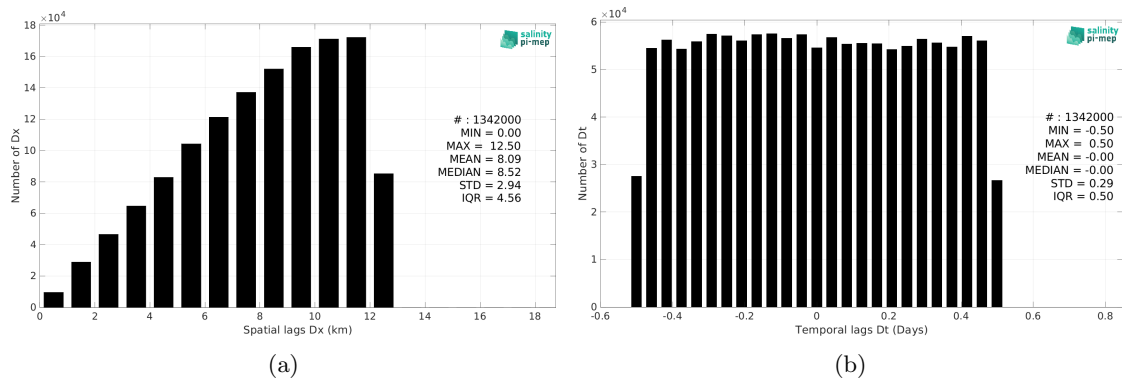 ×10⁴
18
16
14
12
10
8
6
4
2
0
Number of Dx
salinity
pi-mep
# : 1342000
MIN = 0.00
MAX = 12.50
MEAN = 8.09
MEDIAN = 8.52
STD = 2.94
IQR = 4.56
0 2 4 6 8 10 12 14 16 18
Spatial lags Dx (km)
(a)
×10⁴
6
5
4
3
2
1
0
Number of Dt
salinity
pi-mep
# : 1342000
MIN = -0.50
MAX = 0.50
MEAN = -0.00
MEDIAN = -0.00
STD = 0.29
IQR = 0.50
-0.6 -0.4 -0.2 0 0.2 0.4 0.6 0.8
Temporal lags Dt (Days)
(b)